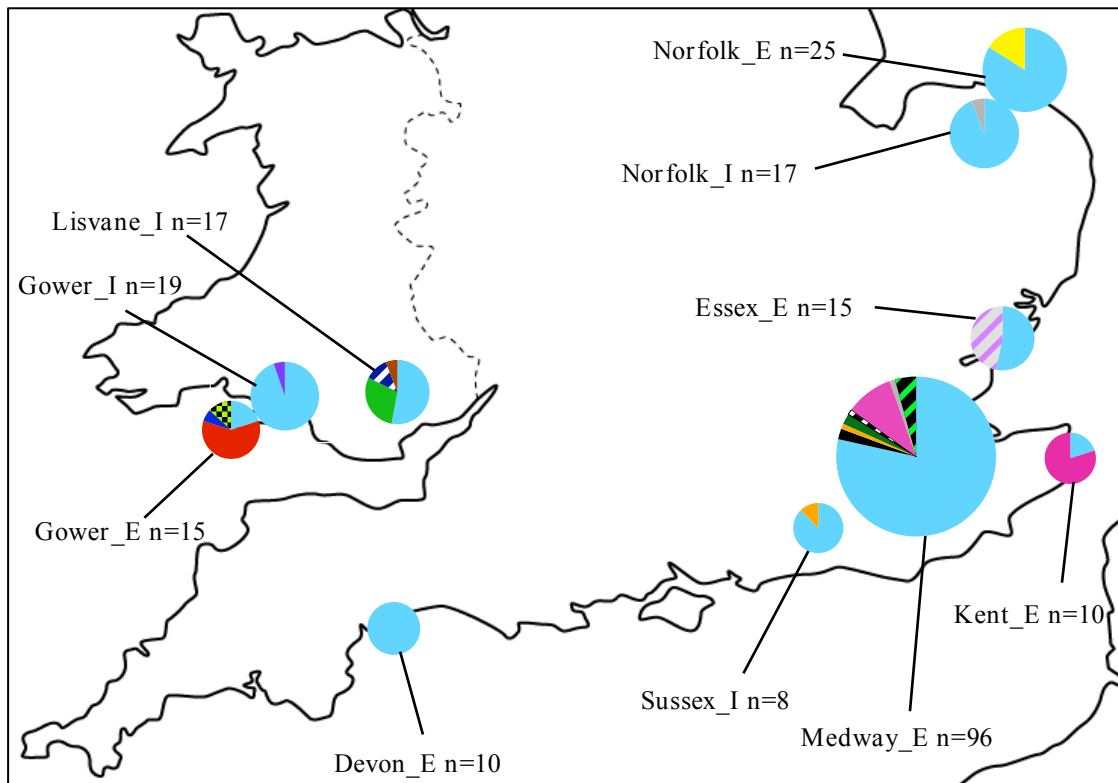 Norfolk_E n=25
Norfolk_I n=17
Lisvane_I n=17
Gower_I n=19
Essex_E n=15
Gower_E n=15
Kent_E n=10
Sussex_I n=8
Medway_E n=96
Devon_E n=10